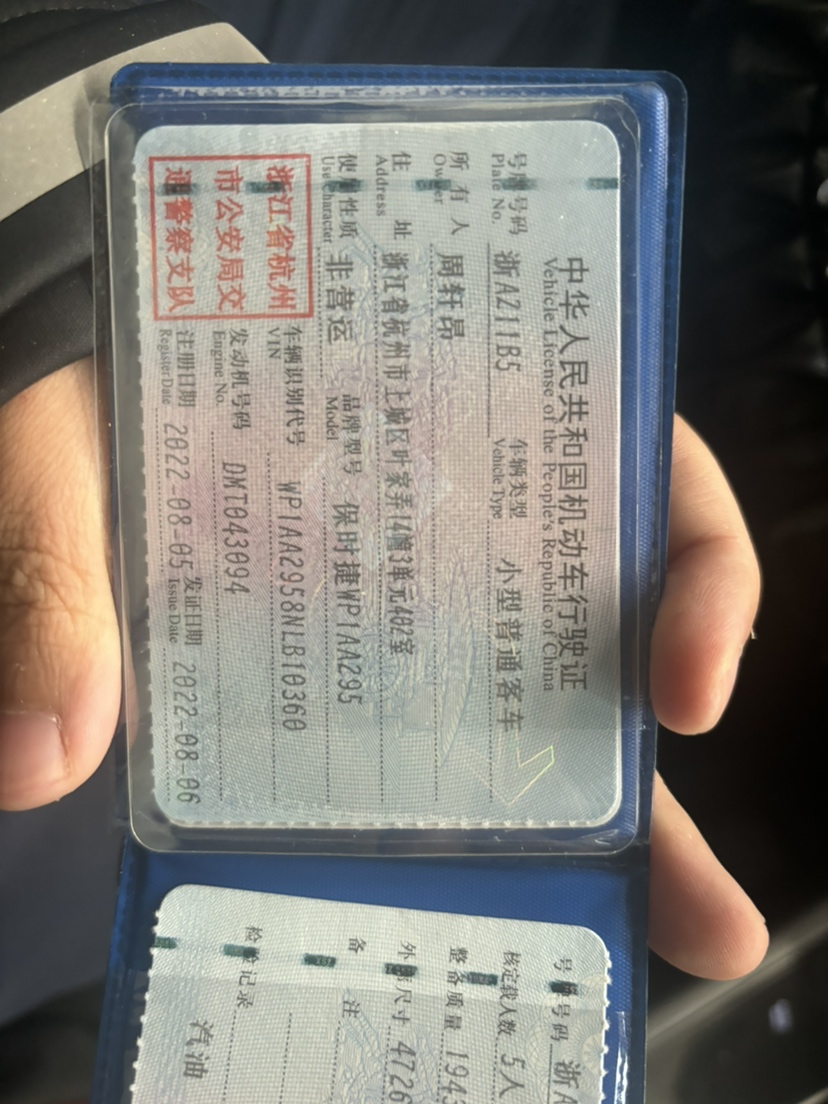 中华人民共和国机动车行驶证
Vehicle License of the People's Republic of China
号牌号码 浙AZ11B5 车辆类型 小型普通客车
Plate No. Vehicle Type
所有人 周轩昂
Owner
住址 浙江省杭州市上城区叶家弄14幢3单元402室
Address
使用性质 非营运 品牌型号 保时捷WP1AA295
Use Character Model
浙江省杭州
市公安局交
通警察支队
车辆识别代号 WP1AA2958NLB10360
VIN
发动机号码 DMT043094
Engine No.
注册日期 2022-08-05 发证日期 2022-08-06
Register Date Issue Date
号牌号码 浙A
核定载人数 5人
整备质量 1943
外廓尺寸 4726
备注
检验记录
汽油